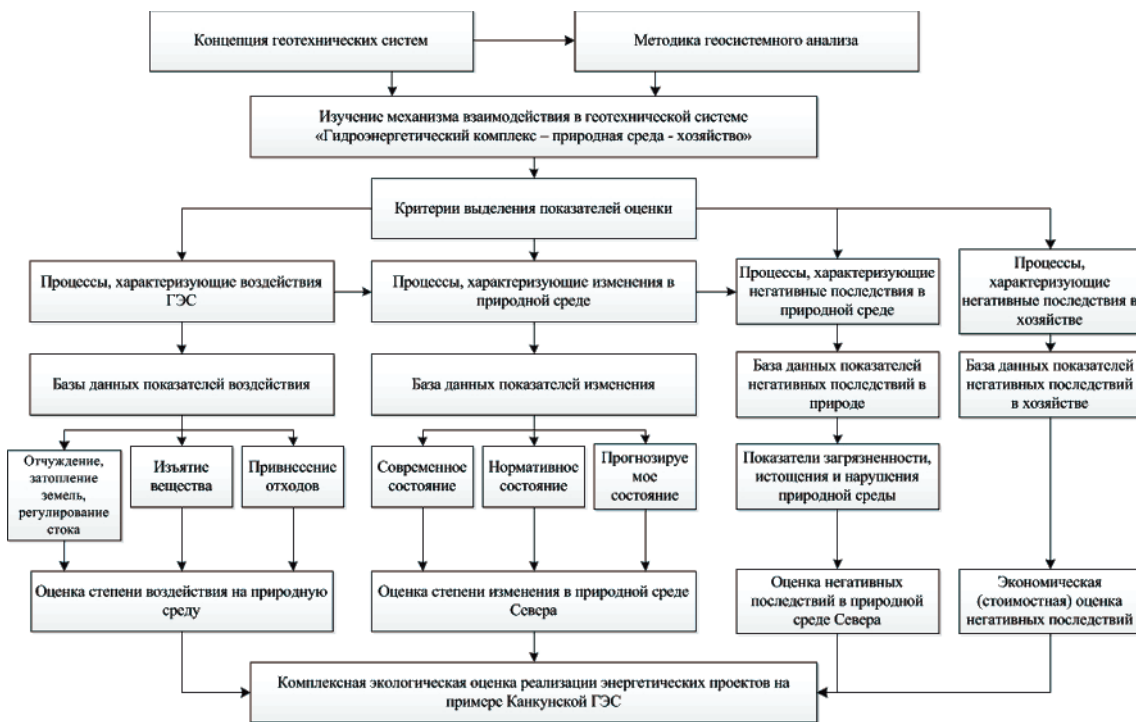 Концепция геотехнических систем
Методика геосистемного анализа
Изучение механизма взаимодействия в геотехнической системе
«Гидроэнергетический комплекс – природная среда - хозяйство»
Критерии выделения показателей оценки
Процессы, характеризующие воздействия
ГЭС
Процессы, характеризующие изменения в
природной среде
Процессы, характеризующие
негативные последствия в
природной среде
Процессы,
характеризующие
негативные последствия в
хозяйстве
Базы данных показателей воздействия
База данных показателей изменения
База данных показателей
негативных последствий в
природе
База данных показателей
негативных последствий
в хозяйстве
Отчуждение,
затопление
земель,
регулирование
стока
Изъятие
вещества
Привнесение
отходов
Современное
состояние
Нормативное
состояние
Прогнозируе
мое
состояние
Показатели загрязненности,
истощения и нарушения
природной среды
Оценка степени воздействия на природную
среду
Оценка степени изменения в природной среде
Севера
Оценка негативных
последствий в природной
среде Севера
Экономическая
(стоимостная) оценка
негативных последствий
Комплексная экологическая оценка реализации энергетических проектов на
примере Канкунской ГЭС